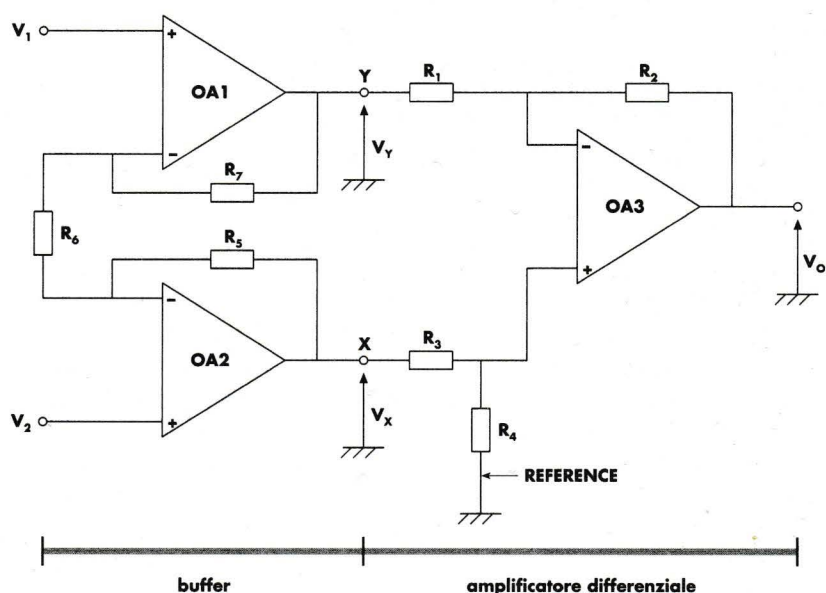 V1
+
OA1
−
R7
Y
VY
R1
R2
−
OA3
+
VO
R6
R5
−
OA2
+
V2
X
VX
R3
R4
REFERENCE
buffer
amplificatore differenziale